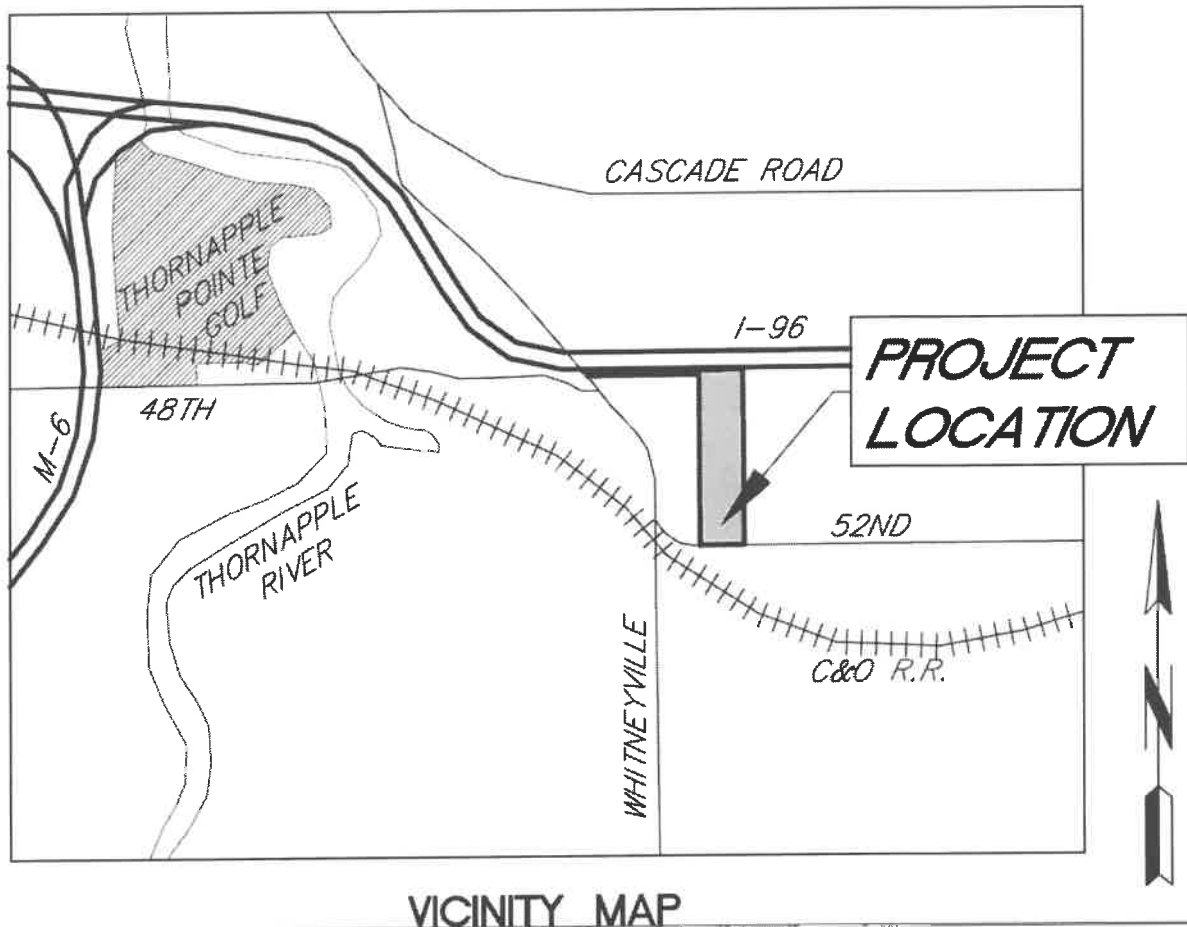 CASCADE ROAD
THORNAPPLE
POINTE
GOLF
I-96
PROJECT
LOCATION
48TH
M-6
THORNAPPLE
RIVER
52ND
WHITNEYVILLE
C&O R.R.
N
VICINITY MAP